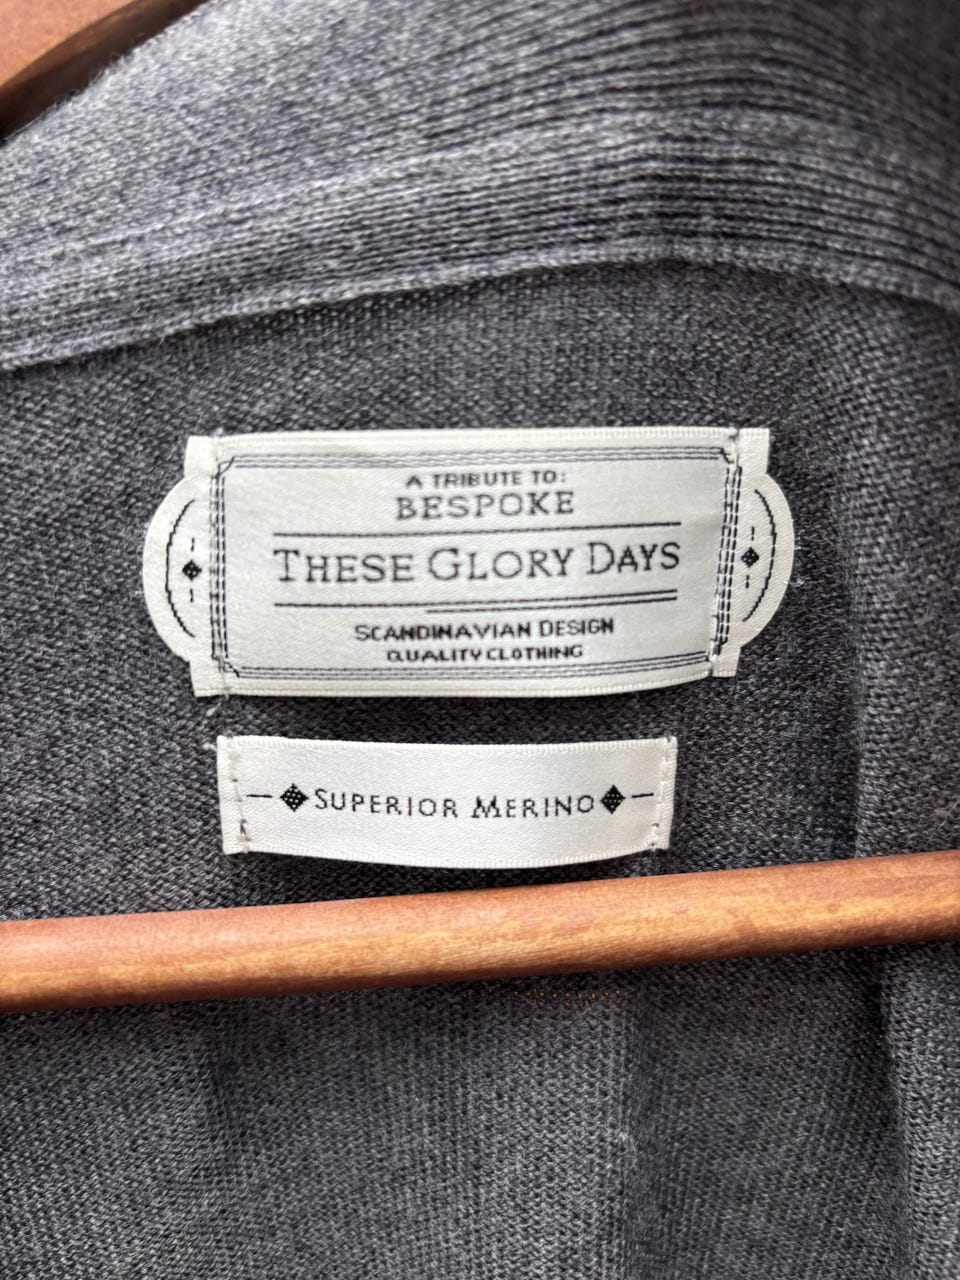 A TRIBUTE TO:
BESPOKE
THESE GLORY DAYS
SCANDINAVIAN DESIGN
QUALITY CLOTHING
SUPERIOR MERINO